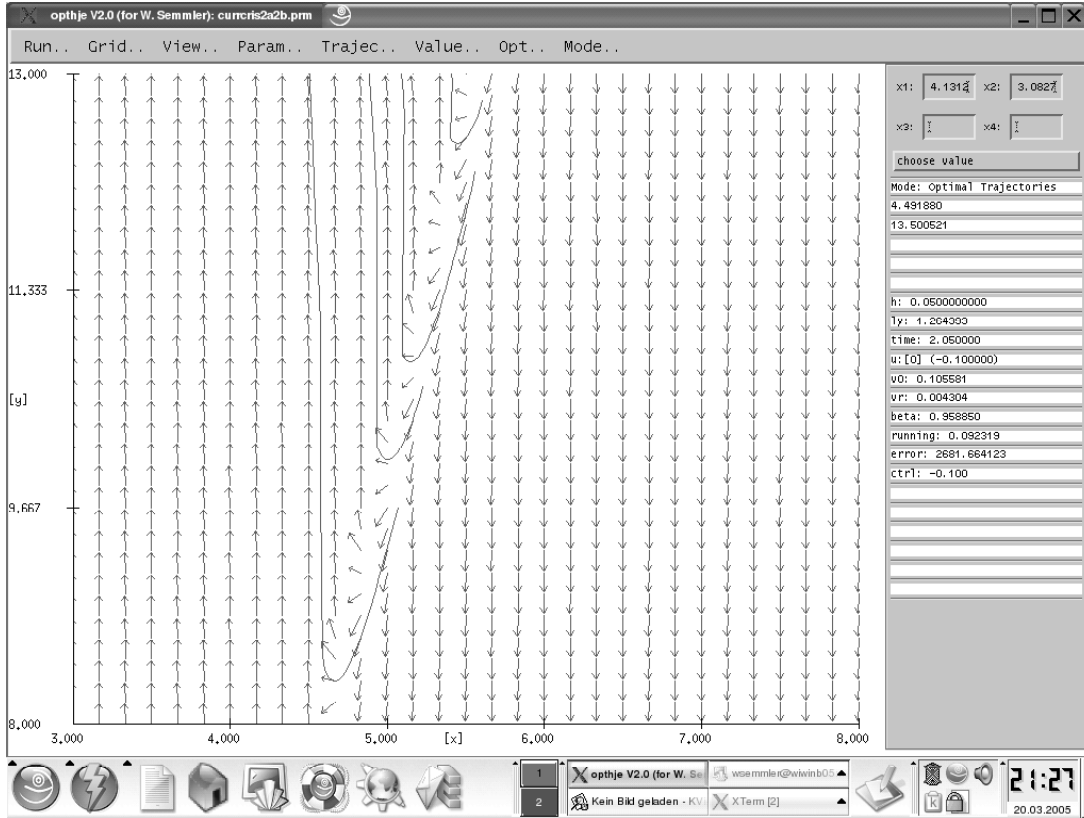 opthje V2.0 (for W. Semmler): currcris2a2b.prm
Run.. Grid.. View.. Param.. Trajec.. Value.. Opt.. Mode..
13,000
11,333
[y]
9,667
8,000
3,000 4,000 5,000 [x] 6,000 7,000 8,000
x1: 4.1312 x2: 3.0827
x3: x4:
choose value
Mode: Optimal Trajectories
4.491880
13.500521
h: 0.0500000000
time: 2.050000
u:[0] (-0.100000)
v0: 0.105581
vr: 0.004304
beta: 0.958850
running: 0.092319
error: 2681.664123
ctrl: -0.100
1
2
opthje V2.0 (for W. Se
wsemmler@wiwinb05
Kein Bild geladen - KV
XTerm [2]
K
21:27
20.03.2005